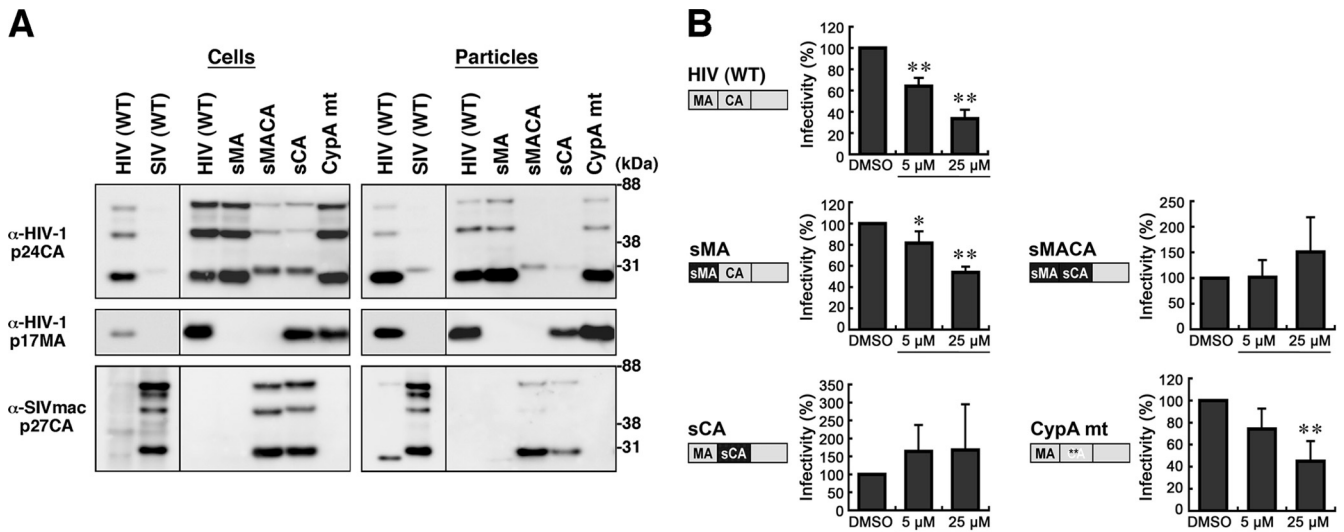 A
Cells
Particles
HIV (WT)
SIV (WT)
HIV (WT)
sMA
sMACA
sCA
CypA mt
HIV (WT)
SIV (WT)
HIV (WT)
sMA
sMACA
sCA
CypA mt
(kDa)
α-HIV-1
p24CA
-88
-38
-31
α-HIV-1
p17MA
α-SIVmac
p27CA
-88
-38
-31
B
HIV (WT)
MA CA
Infectivity (%)
120
100
80
60
40
20
0
** **
DMSO 5 µM 25 µM
sMA
sMA CA
Infectivity (%)
120
100
80
60
40
20
0
* **
DMSO 5 µM 25 µM
sMACA
sMA sCA
Infectivity (%)
250
200
150
100
150
0
DMSO 5 µM 25 µM
sCA
MA sCA
Infectivity (%)
350
300
250
200
150
100
50
0
DMSO 5 µM 25 µM
CypA mt
MA ** CA
Infectivity (%)
120
100
80
60
40
20
0
**
DMSO 5 µM 25 µM